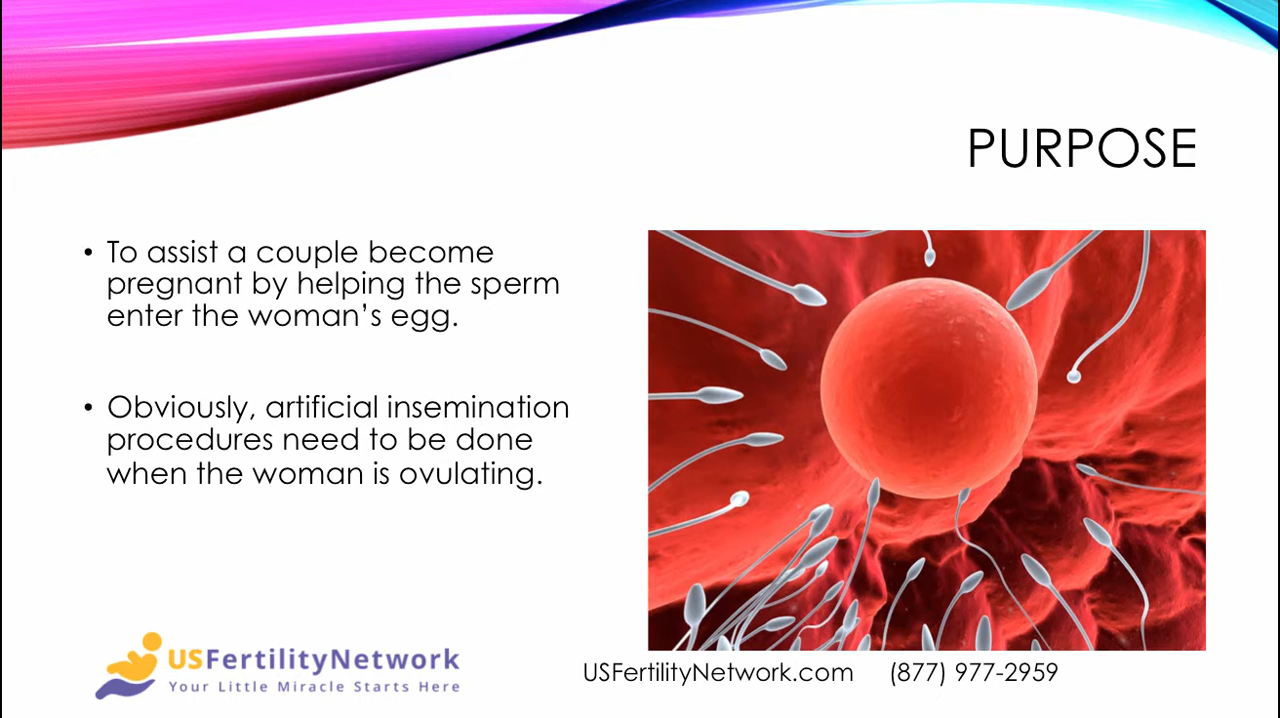 PURPOSE
• To assist a couple become
pregnant by helping the sperm
enter the woman’s egg.
• Obviously, artificial insemination
procedures need to be done
when the woman is ovulating.
USFertilityNetwork
Your Little Miracle Starts Here
USFertilityNetwork.com (877) 977-2959